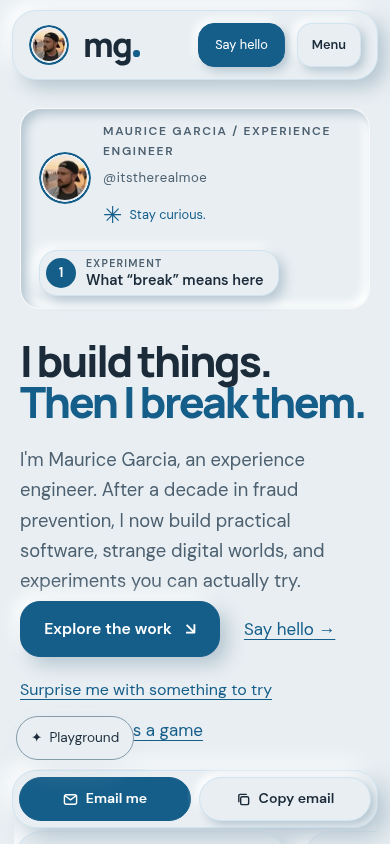 mg.
Say hello
Menu
MAURICE GARCIA / EXPERIENCE
ENGINEER
@itstherealmoe
Stay curious.
1
EXPERIMENT
What “break” means here
I build things.
Then I break them.
I'm Maurice Garcia, an experience
engineer. After a decade in fraud
prevention, I now build practical
software, strange digital worlds, and
experiments you can actually try.
Explore the work ↘
Say hello →
Surprise me with something to try
✦ Playground
s a game
Email me
Copy email